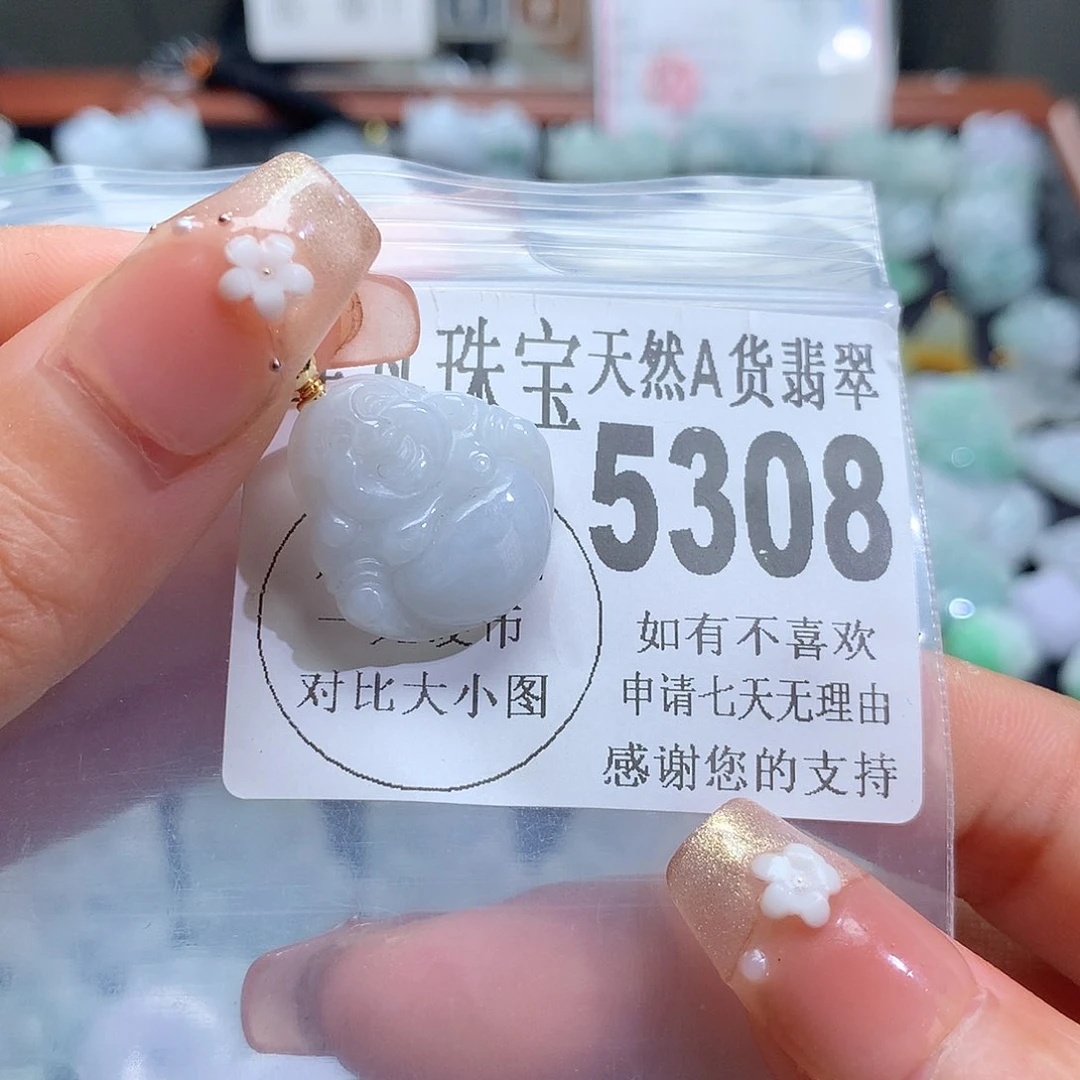 珠宝天然A货翡翠
5308
如有不喜欢
申请七天无理由
感谢您的支持
币
对比大小图